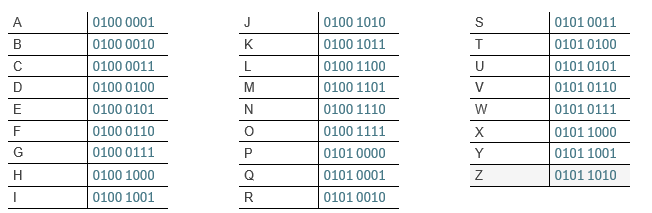 A 0100 0001
B 0100 0010
C 0100 0011
D 0100 0100
E 0100 0101
F 0100 0110
G 0100 0111
H 0100 1000
I 0100 1001
J 0100 1010
K 0100 1011
L 0100 1100
M 0100 1101
N 0100 1110
O 0100 1111
P 0101 0000
Q 0101 0001
R 0101 0010
S 0101 0011
T 0101 0100
U 0101 0101
V 0101 0110
W 0101 0111
X 0101 1000
Y 0101 1001
Z 0101 1010